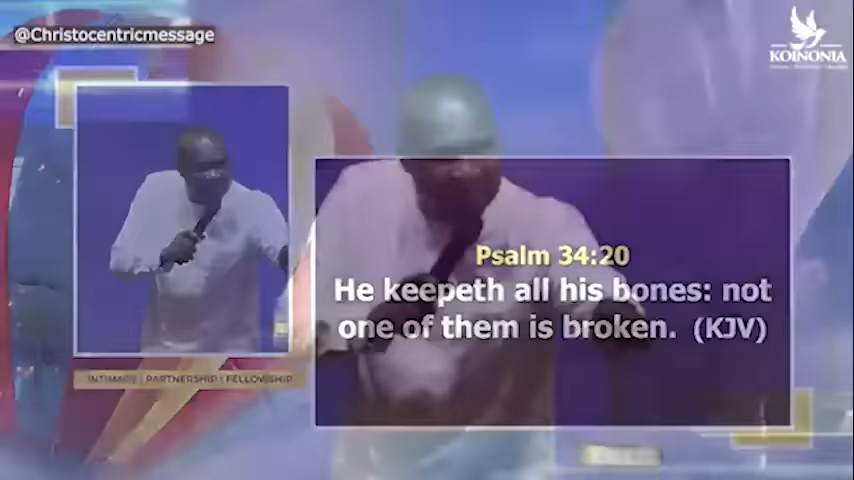 @Christocentricmessage
KOINONIA
INTIMACY | PARTNERSHIP | FELLOWSHIP
Psalm 34:20
He keepeth all his bones: not
one of them is broken. (KJV)